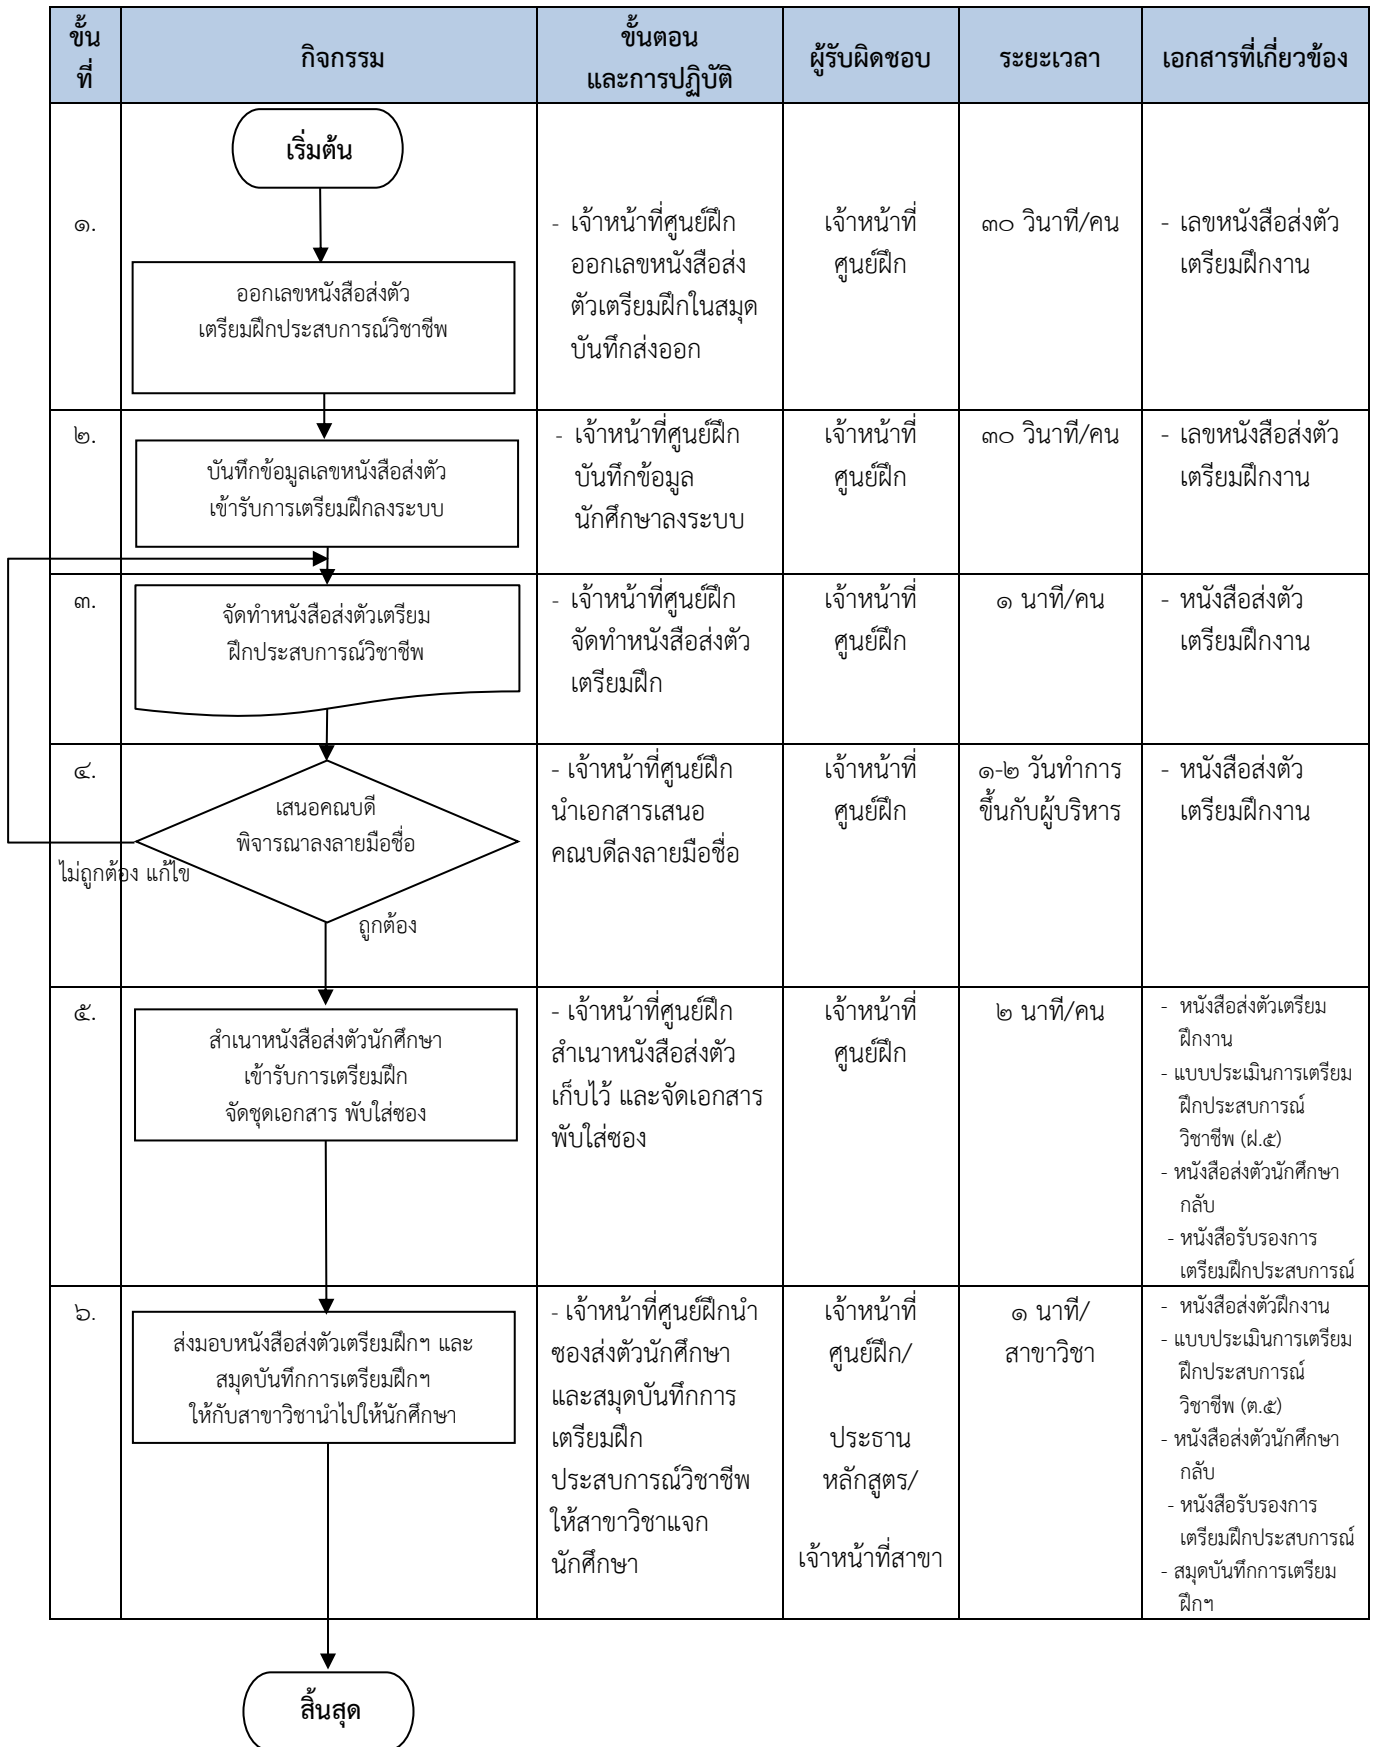 ขั้น
ที่
กิจกรรม
ขั้นตอน
และการปฏิบัติ
ผู้รับผิดชอบ
ระยะเวลา
เอกสารที่เกี่ยวข้อง
เริ่มต้น
๑.
ออกเลขหนังสือส่งตัว
เตรียมฝึกประสบการณ์วิชาชีพ
- เจ้าหน้าที่ศูนย์ฝึก
ออกเลขหนังสือส่ง
ตัวเตรียมฝึกในสมุด
บันทึกส่งออก
เจ้าหน้าที่
ศูนย์ฝึก
๓๐ วินาที/คน
- เลขหนังสือส่งตัว
เตรียมฝึกงาน
๒.
บันทึกข้อมูลเลขหนังสือส่งตัว
เข้ารับการเตรียมฝึกลงระบบ
- เจ้าหน้าที่ศูนย์ฝึก
บันทึกข้อมูล
นักศึกษาลงระบบ
เจ้าหน้าที่
ศูนย์ฝึก
๓๐ วินาที/คน
- เลขหนังสือส่งตัว
เตรียมฝึกงาน
๓.
จัดทำหนังสือส่งตัวเตรียม
ฝึกประสบการณ์วิชาชีพ
- เจ้าหน้าที่ศูนย์ฝึก
จัดทำหนังสือส่งตัว
เตรียมฝึก
เจ้าหน้าที่
ศูนย์ฝึก
๑ นาที/คน
- หนังสือส่งตัว
เตรียมฝึกงาน
๔.
เสนอคณบดี
พิจารณาลงลายมือชื่อ
ไม่ถูกต้อง แก้ไข
ถูกต้อง
- เจ้าหน้าที่ศูนย์ฝึก
นำเอกสารเสนอ
คณบดีลงลายมือชื่อ
เจ้าหน้าที่
ศูนย์ฝึก
๑-๒ วันทำการ
ขึ้นกับผู้บริหาร
- หนังสือส่งตัว
เตรียมฝึกงาน
๕.
สำเนาหนังสือส่งตัวนักศึกษา
เข้ารับการเตรียมฝึก
จัดชุดเอกสาร พับใส่ซอง
- เจ้าหน้าที่ศูนย์ฝึก
สำเนาหนังสือส่งตัว
เก็บไว้ และจัดเอกสาร
พับใส่ซอง
เจ้าหน้าที่
ศูนย์ฝึก
๒ นาที/คน
- หนังสือส่งตัวเตรียม
ฝึกงาน
- แบบประเมินการเตรียม
ฝึกประสบการณ์
วิชาชีพ (ฝ.๕)
- หนังสือส่งตัวนักศึกษา
กลับ
- หนังสือรับรองการ
เตรียมฝึกประสบการณ์
๖.
ส่งมอบหนังสือส่งตัวเตรียมฝึกฯ และ
สมุดบันทึกการเตรียมฝึกฯ
ให้กับสาขาวิชานำไปให้นักศึกษา
- เจ้าหน้าที่ศูนย์ฝึกนำ
ซองส่งตัวนักศึกษา
และสมุดบันทึกการ
เตรียมฝึก
ประสบการณ์วิชาชีพ
ให้สาขาวิชาแจก
นักศึกษา
เจ้าหน้าที่
ศูนย์ฝึก/
ประธาน
หลักสูตร/
เจ้าหน้าที่สาขา
๑ นาที/
สาขาวิชา
- หนังสือส่งตัวฝึกงาน
- แบบประเมินการเตรียม
ฝึกประสบการณ์
วิชาชีพ (ต.๕)
- หนังสือส่งตัวนักศึกษา
กลับ
- หนังสือรับรองการ
เตรียมฝึกประสบการณ์
- สมุดบันทึกการเตรียม
ฝึกฯ
สิ้นสุด